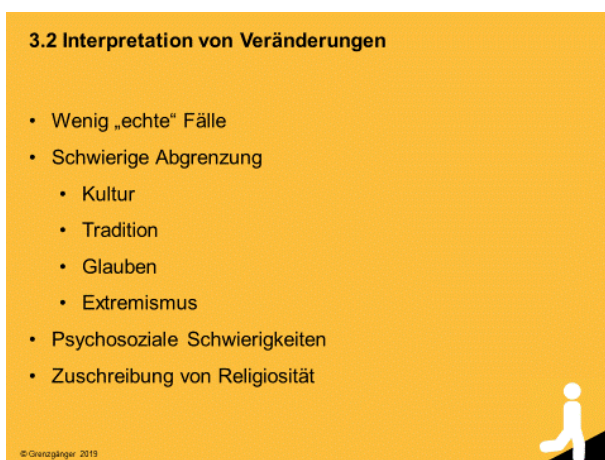 3.2 Interpretation von Veränderungen
• Wenig „echte“ Fälle
• Schwierige Abgrenzung
• Kultur
• Tradition
• Glauben
• Extremismus
• Psychosoziale Schwierigkeiten
• Zuschreibung von Religiosität
© Grenzgänger 2019